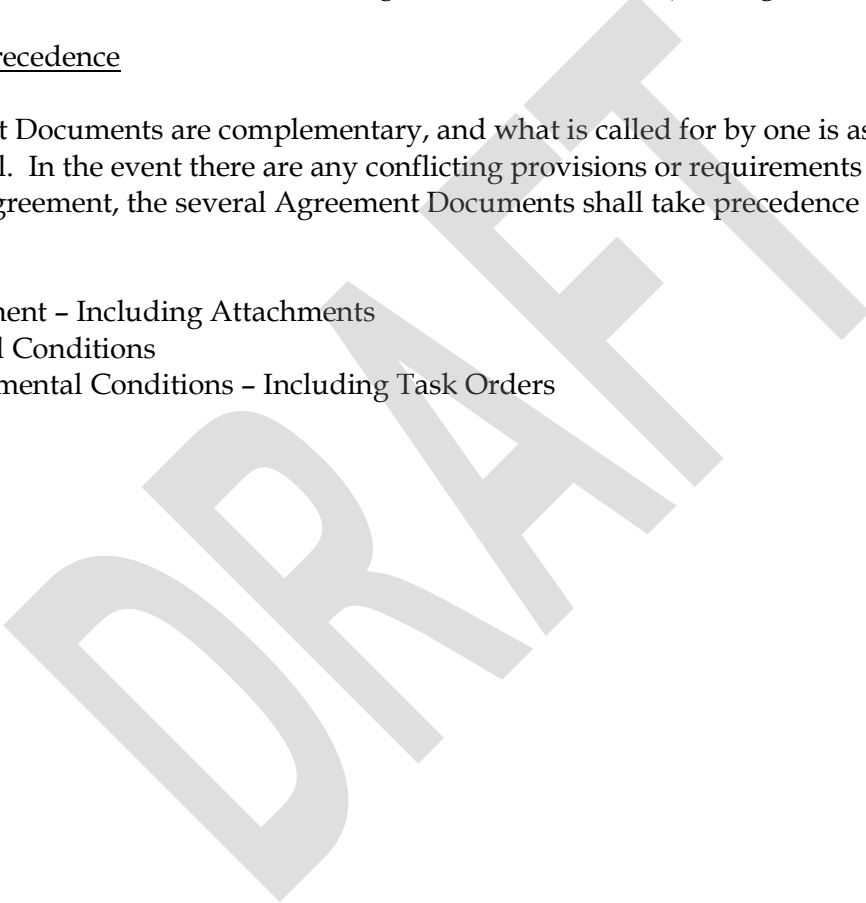 recedence
t Documents are complementary, and what is called for by one is as
l. In the event there are any conflicting provisions or requirements
greement, the several Agreement Documents shall take precedence
ment – Including Attachments
l Conditions
mental Conditions – Including Task Orders
DRAFT